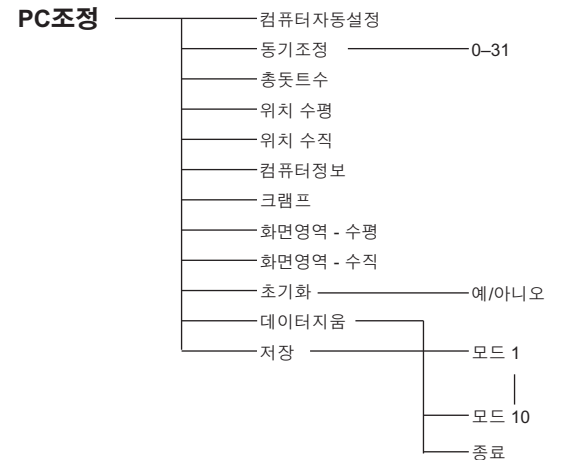 PC조정
컴퓨터자동설정
동기조정 0–31
총돗트수
위치 수평
위치 수직
컴퓨터정보
크램프
화면영역 - 수평
화면영역 - 수직
초기화 예/아니오
데이터지움
저장 모드 1
모드 10
종료